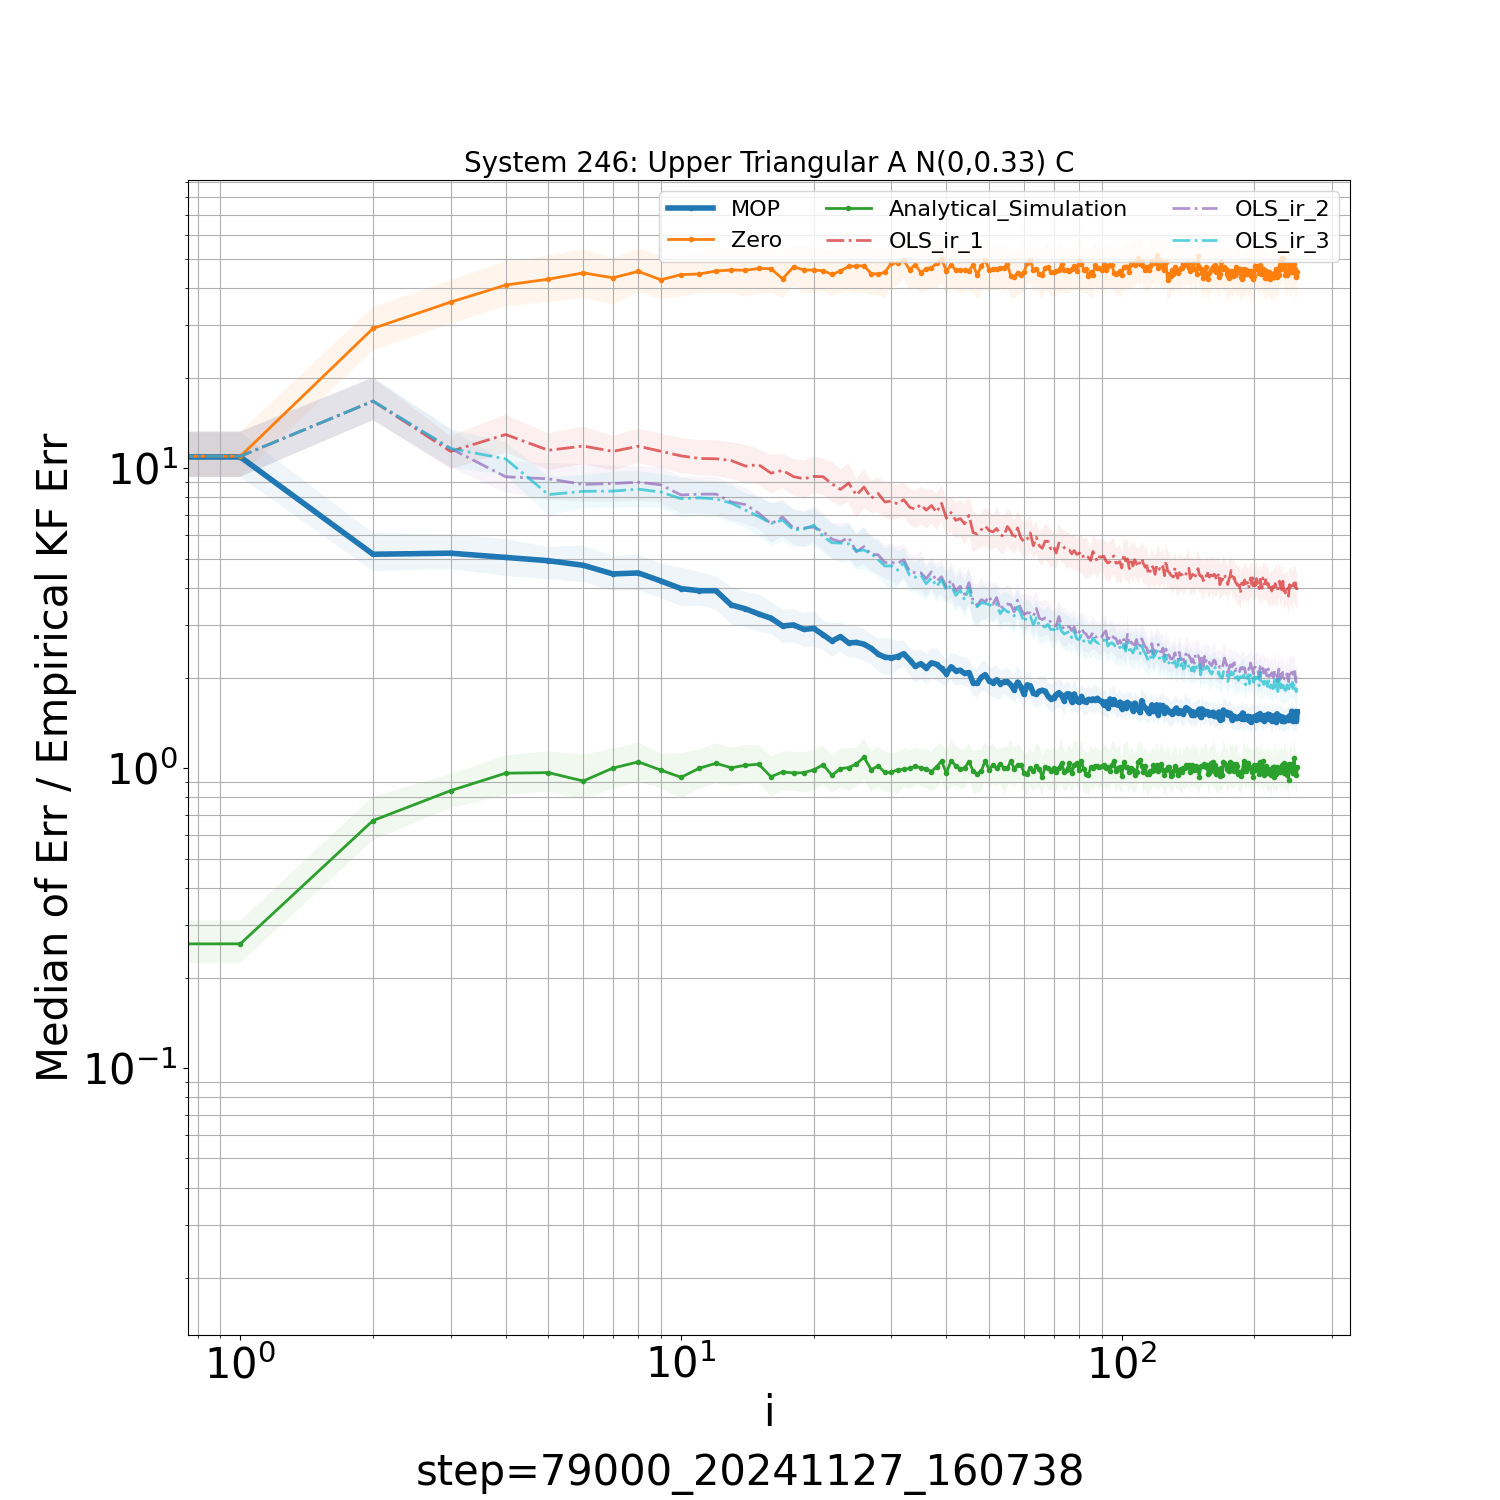 System 246: Upper Triangular A N(0,0.33) C
MOP
Zero
Analytical_Simulation
OLS_ir_1
OLS_ir_2
OLS_ir_3
Median of Err / Empirical KF Err
10¹
10⁰
10⁻¹
10⁰
10¹
10²
i
step=79000_20241127_160738